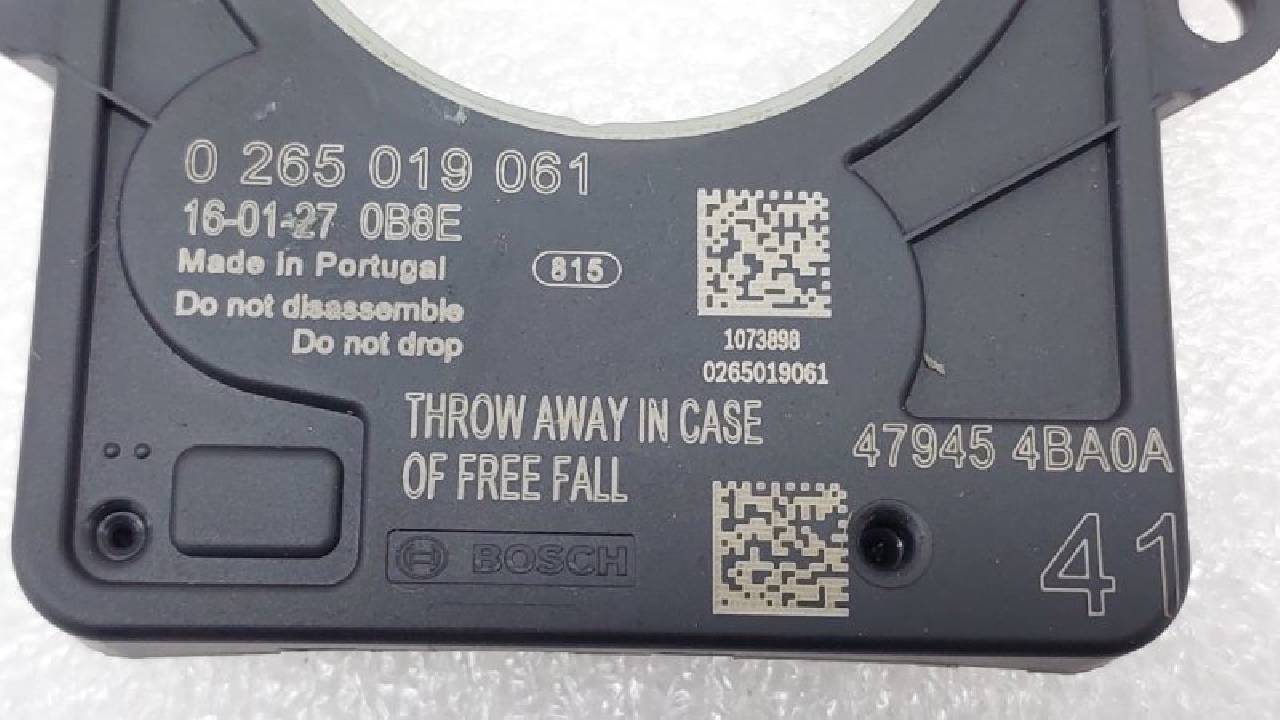 0 265 019 061
16-01-27 0B8E
Made in Portugal
815
Do not disassemble
Do not drop
1073898
0265019061
THROW AWAY IN CASE
OF FREE FALL
47945 4BA0A
BOSCH
41